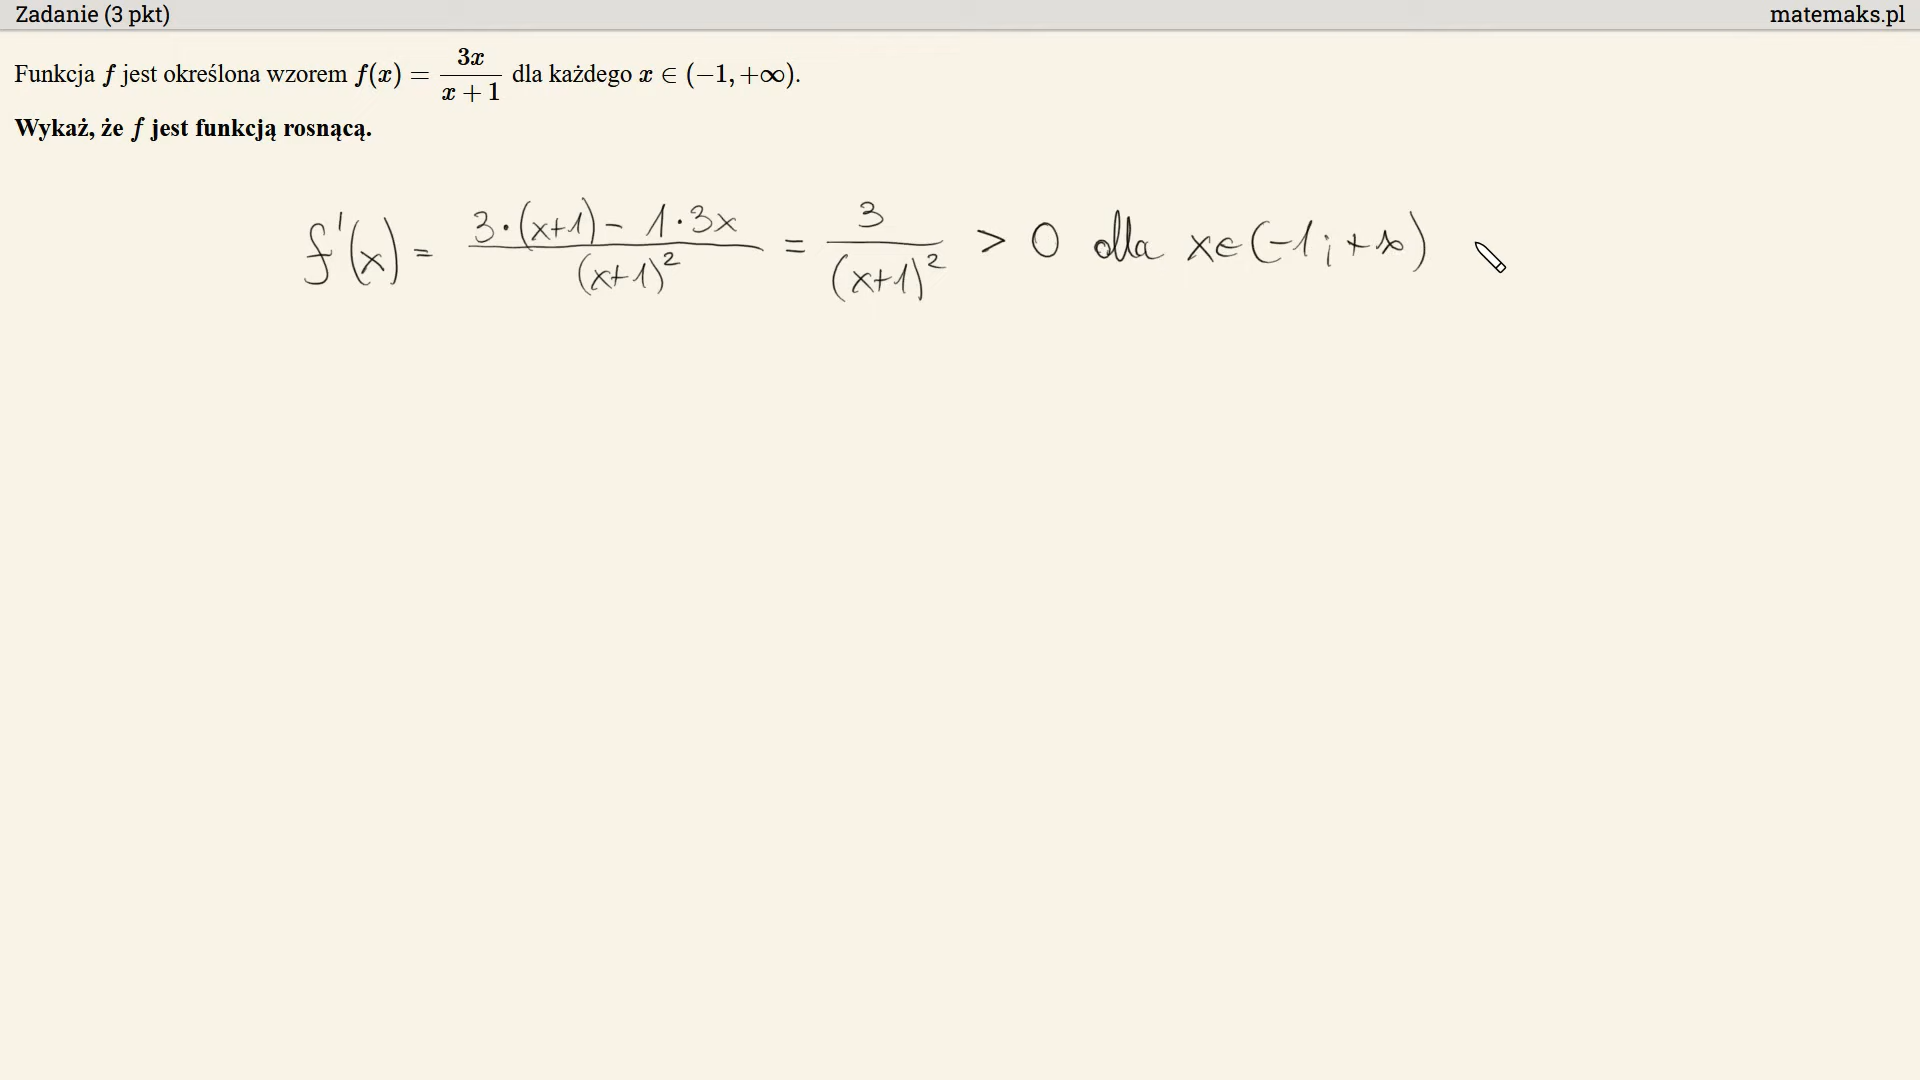 Zadanie (3 pkt) matemaks.pl
Funkcja f jest określona wzorem f(x) = 3x/(x + 1) dla każdego x ∈ (−1, +∞).
Wykaż, że f jest funkcją rosnącą.
f'(x) = (3·(x+1) − 1·3x)/(x+1)² = 3/(x+1)² > 0 dla x∈(−1; +∞)